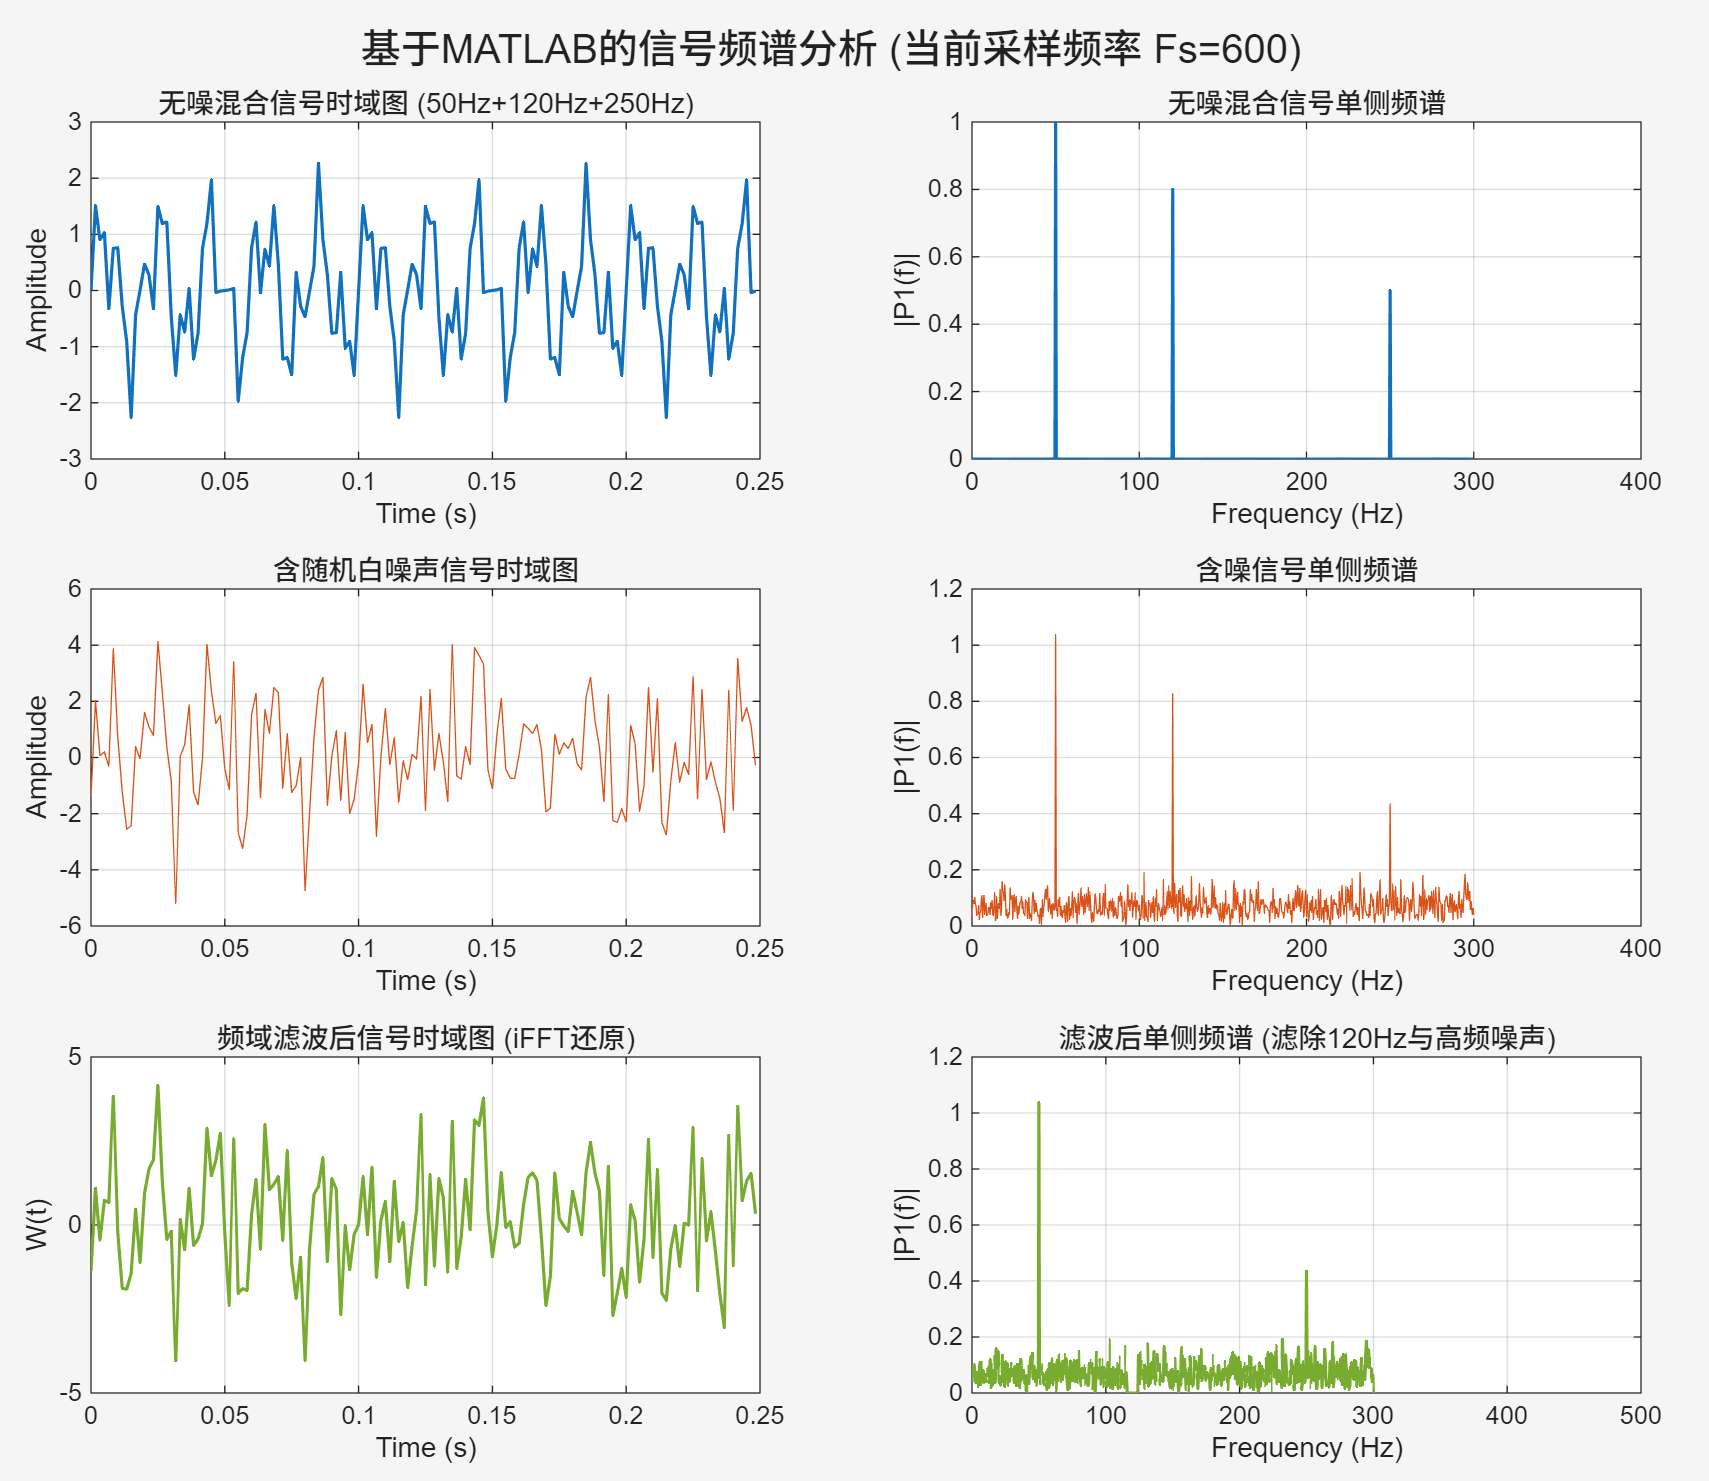 基于MATLAB的信号频谱分析 (当前采样频率 Fs=600)
无噪混合信号时域图 (50Hz+120Hz+250Hz)
3
2
1
0
-1
-2
-3
Amplitude
0 0.05 0.1 0.15 0.2 0.25
Time (s)
无噪混合信号单侧频谱
1
0.8
0.6
0.4
0.2
0
|P1(f)|
0 100 200 300 400
Frequency (Hz)
含随机白噪声信号时域图
6
4
2
0
-2
-4
-6
Amplitude
0 0.05 0.1 0.15 0.2 0.25
Time (s)
含噪信号单侧频谱
1.2
1
0.8
0.6
0.4
0.2
0
|P1(f)|
0 100 200 300 400
Frequency (Hz)
频域滤波后信号时域图 (iFFT还原)
5
0
-5
W(t)
0 0.05 0.1 0.15 0.2 0.25
Time (s)
滤波后单侧频谱 (滤除120Hz与高频噪声)
1.2
1
0.8
0.6
0.4
0.2
0
|P1(f)|
0 100 200 300 400 500
Frequency (Hz)